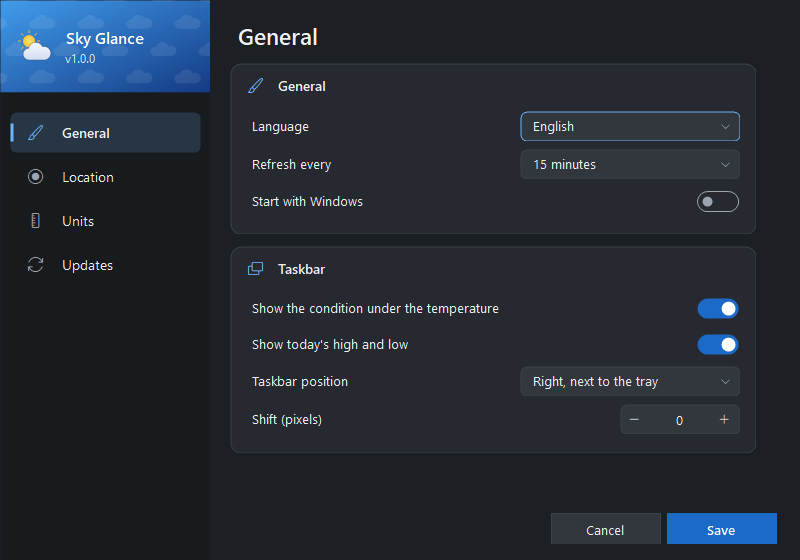 Sky Glance
v1.0.0
General
Location
Units
Updates
General
General
Language
English
Refresh every
15 minutes
Start with Windows
Taskbar
Show the condition under the temperature
Show today's high and low
Taskbar position
Right, next to the tray
Shift (pixels)
− 0 +
Cancel
Save